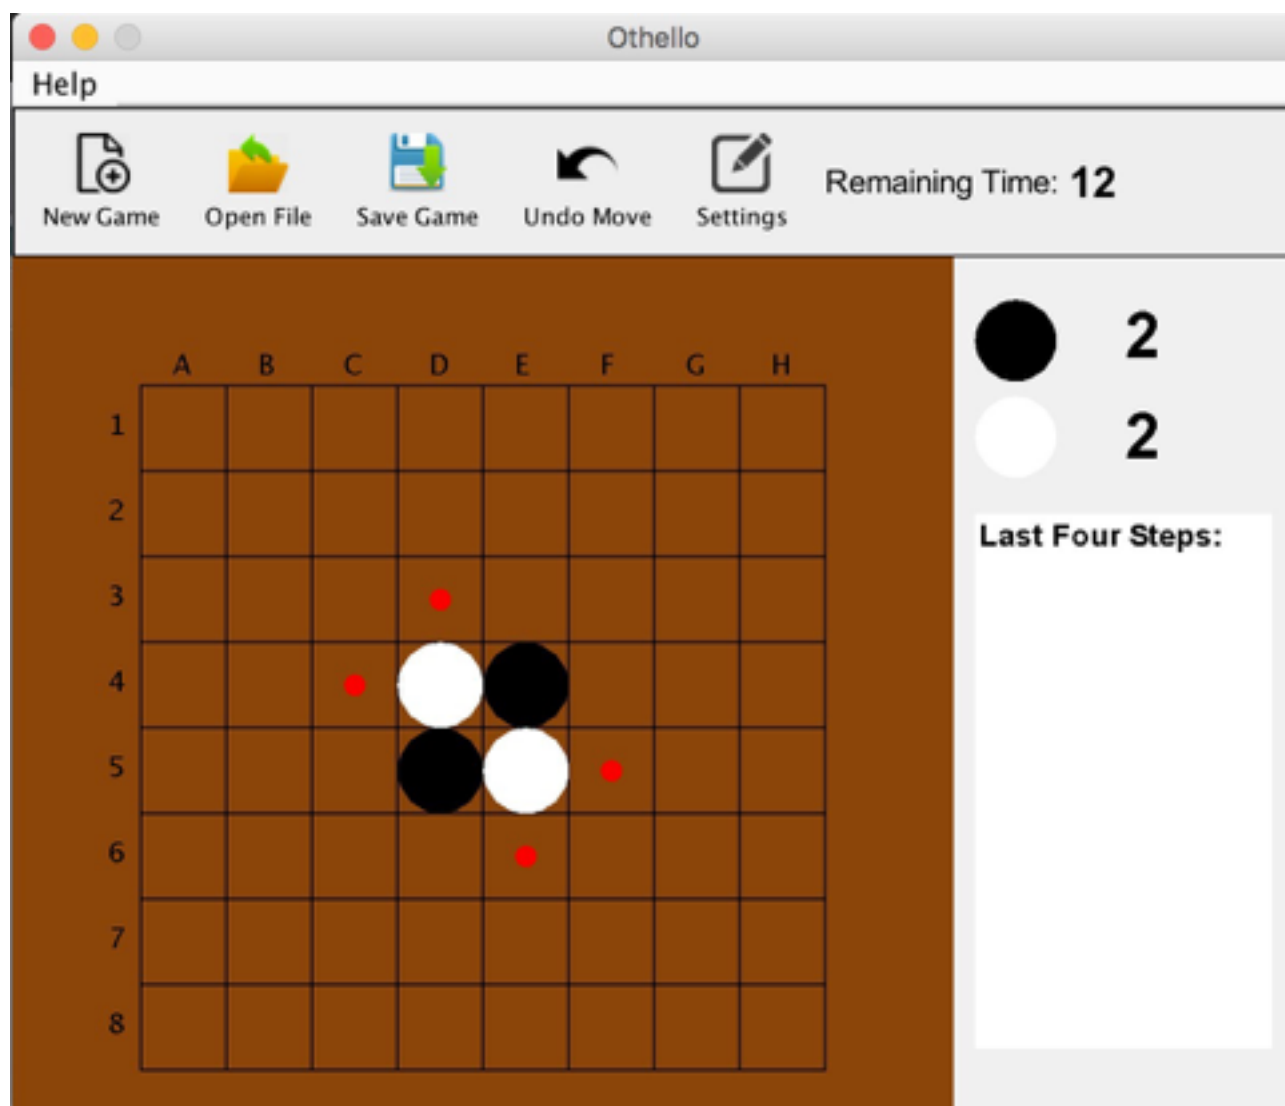 Othello
Help
New Game Open File Save Game Undo Move Settings Remaining Time: 12
2
A B C D E F G H
1
2
2
Last Four Steps:
3
4
5
6
7
8